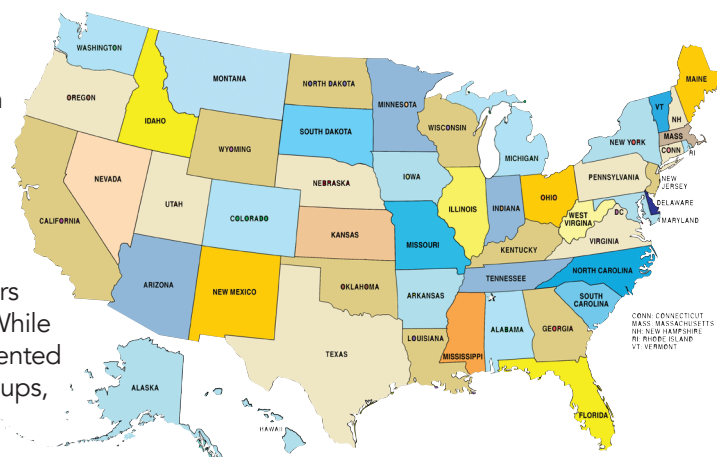 WASHINGTON
MONTANA
NORTH DAKOTA
MINNESOTA
MAINE
VT
NH
OREGON
IDAHO
SOUTH DAKOTA
WISCONSIN
MICHIGAN
NEW YORK
MASS
CONN
RI
WYOMING
NEBRASKA
IOWA
PENNSYLVANIA
NEW
JERSEY
NEVADA
UTAH
COLORADO
KANSAS
MISSOURI
ILLINOIS
INDIANA
OHIO
WEST
VIRGINA
DC
DELAWARE
MARYLAND
CALIFORNIA
KENTUCKY
VIRGINIA
ARIZONA
NEW MEXICO
OKLAHOMA
ARKANSAS
TENNESSEE
NORTH CAROLINA
SOUTH
CAROLINA
TEXAS
LOUISIANA
MISSISSIPPI
ALABAMA
GEORGIA
FLORIDA
ALASKA
HAWAII
CONN: CONNECTICUT
MASS: MASSACHUSETTS
NH: NEW HAMPSHIRE
RI: RHODE ISLAND
VT: VERMONT
rs
While
ented
ups,